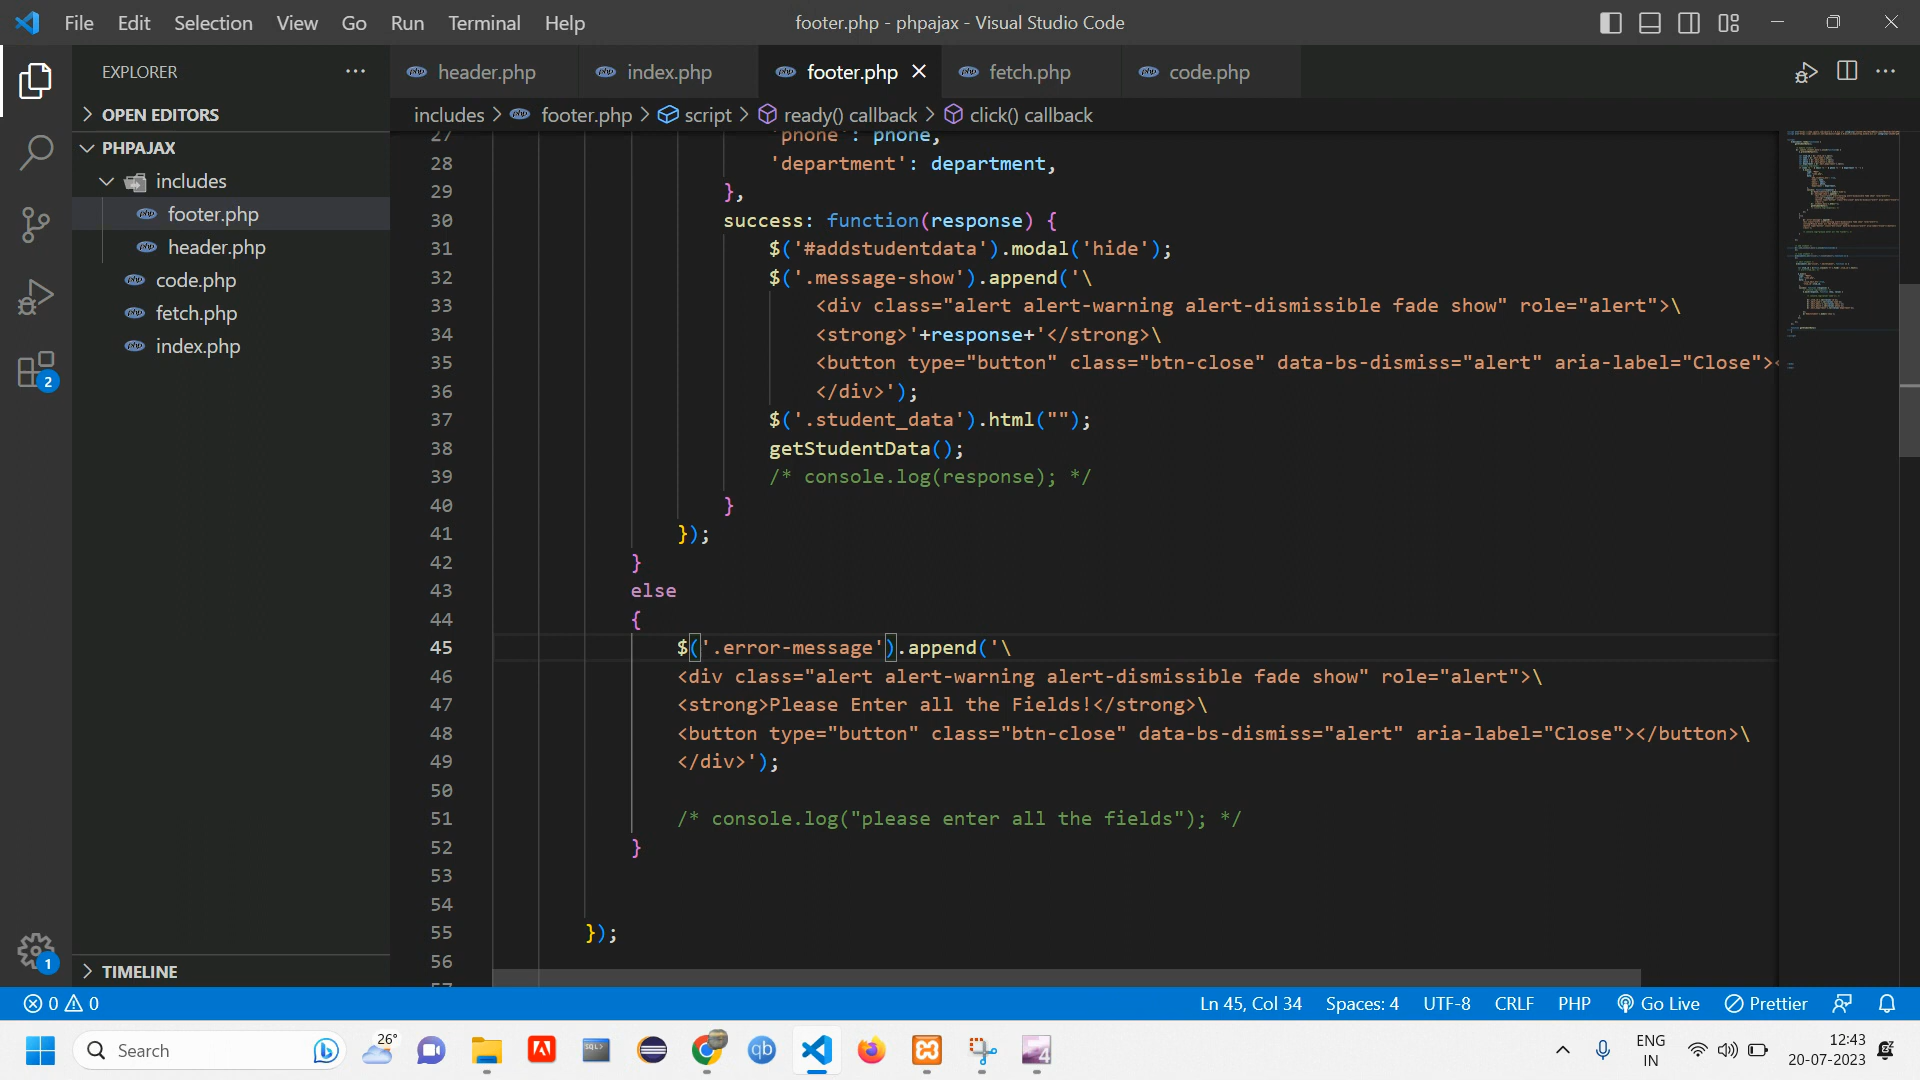 File Edit Selection View Go Run Terminal Help
footer.php - phpajax - Visual Studio Code
EXPLORER
OPEN EDITORS
PHPAJAX
includes
footer.php
header.php
code.php
fetch.php
index.php
TIMELINE
2
1
header.php index.php footer.php fetch.php code.php
includes > footer.php > script > ready() callback > click() callback
27 'phone': phone,
28 'department': department,
29 },
30 success: function(response) {
31 $('#addstudentdata').modal('hide');
32 $('.message-show').append('\
33 <div class="alert alert-warning alert-dismissible fade show" role="alert">\
34 <strong>'+response+'</strong>\
35 <button type="button" class="btn-close" data-bs-dismiss="alert" aria-label="Close"><
36 </div>');
37 $('.student_data').html("");
38 getStudentData();
39 /* console.log(response); */
40 }
41 });
42 }
43 else
44 {
45 $('.error-message').append('\
46 <div class="alert alert-warning alert-dismissible fade show" role="alert">\
47 <strong>Please Enter all the Fields!</strong>\
48 <button type="button" class="btn-close" data-bs-dismiss="alert" aria-label="Close"></button>\
49 </div>');
50
51 /* console.log("please enter all the fields"); */
52 }
53
54
55 });
56
57
0 0
Ln 45, Col 34 Spaces: 4 UTF-8 CRLF PHP Go Live Prettier
Search
26°
SQL>
qb
4
ENG
IN
12:43
20-07-2023